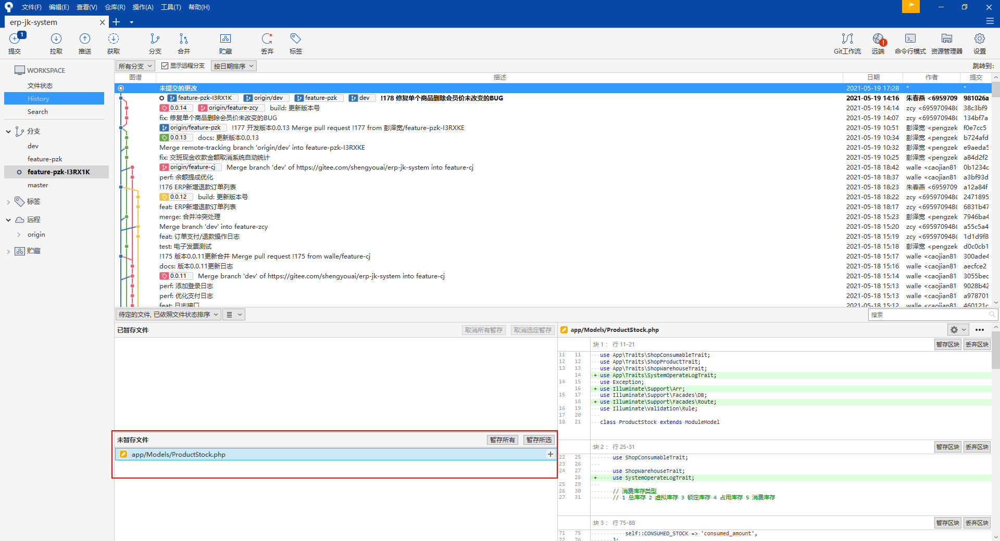 文件(F) 编辑(E) 查看(V) 仓库(R) 操作(A) 工具(T) 帮助(H)
erp-jk-system
1
提交 拉取 推送 获取 分支 合并 贮藏 丢弃 标签 Git工作流 远端 命令行模式 资源管理器 设置
WORKSPACE
文件状态
History
Search
分支
dev
feature-pzk
feature-pzk-I3RX1K
master
标签
远程
origin
贮藏
所有分支 显示远程分支 按日期排序 跳转到:
图谱 描述 日期 作者 提交
未提交的更改 2021-05-19 17:28 * *
feature-pzk-I3RX1K origin/dev feature-pzk dev !178 修复单个商品删除会员价未改变的BUG 2021-05-19 14:16 朱春燕 <6959709 981026a
0.0.14 origin/feature-zcy build: 更新版本号 2021-05-19 14:14 zcy <695970948@ 38c3bf9
fix: 修复单个商品删除会员价未改变的BUG 2021-05-19 14:07 zcy <695970948@ 134bf7a
origin/feature-pzk !177 开发版本0.0.13 Merge pull request !177 from 彭泽宽/feature-pzk-I3RXKE 2021-05-19 10:51 彭泽宽 <pengzek f0e7cc5
0.0.13 docs: 更新版本0.0.13 2021-05-19 10:34 彭泽宽 <pengzek b724afd
Merge remote-tracking branch 'origin/dev' into feature-pzk-I3RXKE 2021-05-19 10:32 彭泽宽 <pengzek e9aeda5
fix: 交班现金收款金额取消系统自动统计 2021-05-19 10:25 彭泽宽 <pengzek a84d2f2
origin/feature-cj Merge branch 'dev' of https://gitee.com/shengyouai/erp-jk-system into feature-cj 2021-05-18 18:42 walle <caojian81 0b1234c
perf: 余额提成优化 2021-05-18 18:37 walle <caojian81 a3bf93d
!176 ERP新增退款订单列表 2021-05-18 18:23 朱春燕 <6959709 a12a84f
0.0.12 build: 更新版本号 2021-05-18 18:22 zcy <695970948@ 2471895
feat: ERP新增退款订单列表 2021-05-18 18:17 zcy <695970948@ 6831b47
merge: 合并冲突处理 2021-05-18 15:23 彭泽宽 <pengzek 7946ba4
Merge branch 'dev' into feature-zcy 2021-05-18 15:20 zcy <695970948@ a55c5a4
feat: 订单支付/退款操作日志 2021-05-18 15:19 zcy <695970948@ 1d1d9f8
test: 电子发票测试 2021-05-18 15:18 彭泽宽 <pengzek d0c0cb1
!175 版本0.0.11更新合并 Merge pull request !175 from walle/feature-cj 2021-05-18 15:17 walle <caojian81 300ade4
docs: 版本0.0.11更新日志 2021-05-18 15:16 walle <caojian81 aecfce2
0.0.11 Merge branch 'dev' of https://gitee.com/shengyouai/erp-jk-system into feature-cj 2021-05-18 15:14 walle <caojian81 3055bec
perf: 添加登录日志 2021-05-18 15:13 walle <caojian81 9028b42
perf: 优化支付日志 2021-05-18 15:13 walle <caojian81 a978701
feat: 日志接口 2021-05-18 15:12 walle <caojian81 460121c
待定的文件, 已依照文件状态排序 搜索
已暂存文件 取消所有暂存 取消选定暂存
未暂存文件 暂存所有 暂存所选
app/Models/ProductStock.php
app/Models/ProductStock.php
块 1： 行 11-21 暂存区块 丢弃区块
11 11 use App\Traits\ShopConsumableTrait;
12 12 use App\Traits\ShopProductTrait;
13 13 use App\Traits\ShopWarehouseTrait;
14 + use App\Traits\SystemOperateLogTrait;
14 15 use Exception;
16 + use Illuminate\Support\Arr;
15 17 use Illuminate\Support\Facades\DB;
18 + use Illuminate\Support\Facades\Route;
16 19 use Illuminate\Validation\Rule;
17 20
18 21 class ProductStock extends ModuleModel
块 2： 行 25-31 暂存区块 丢弃区块
22 25 use ShopConsumableTrait;
23 26
24 27 use ShopWarehouseTrait;
28 + use SystemOperateLogTrait;
25 29
26 30 // 消费库存类型
27 31 // 1 总库存 2 虚拟库存 3 锁定库存 4 占用库存 5 消费库存
块 3： 行 75-88 暂存区块 丢弃区块
71 75 self::CONSUMED_STOCK => 'consumed_amount',
72 76 ];